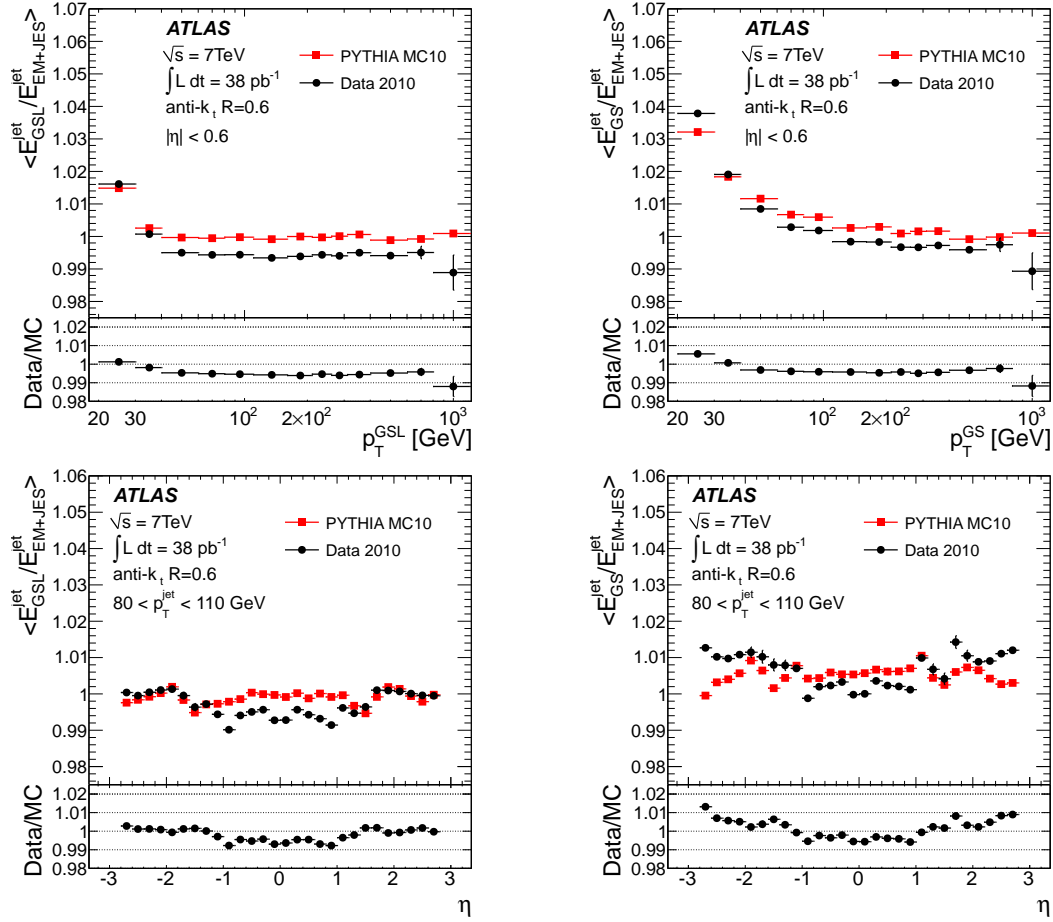 <E^jet_GSL/E^jet_EM+JES>
1.07
1.06
1.05
1.04
1.03
1.02
1.01
1
0.99
0.98
ATLAS
√s = 7TeV
∫L dt = 38 pb⁻¹
anti-k_t R=0.6
|η| < 0.6
PYTHIA MC10
Data 2010
Data/MC
1.02
1.01
1
0.99
0.98
20 30 10² 2×10² 10³
p_T^GSL [GeV]
<E^jet_GS/E^jet_EM+JES>
1.07
1.06
1.05
1.04
1.03
1.02
1.01
1
0.99
0.98
ATLAS
√s = 7TeV
∫L dt = 38 pb⁻¹
anti-k_t R=0.6
|η| < 0.6
PYTHIA MC10
Data 2010
Data/MC
1.02
1.01
1
0.99
0.98
20 30 10² 2×10² 10³
p_T^GS [GeV]
<E^jet_GSL/E^jet_EM+JES>
1.06
1.05
1.04
1.03
1.02
1.01
1
0.99
0.98
ATLAS
√s = 7TeV
∫L dt = 38 pb⁻¹
anti-k_t R=0.6
80 < p_T^jet < 110 GeV
PYTHIA MC10
Data 2010
Data/MC
1.02
1.01
1
0.99
0.98
-3 -2 -1 0 1 2 3
η
<E^jet_GS/E^jet_EM+JES>
1.06
1.05
1.04
1.03
1.02
1.01
1
0.99
0.98
ATLAS
√s = 7TeV
∫L dt = 38 pb⁻¹
anti-k_t R=0.6
80 < p_T^jet < 110 GeV
PYTHIA MC10
Data 2010
Data/MC
1.02
1.01
1
0.99
0.98
-3 -2 -1 0 1 2 3
η